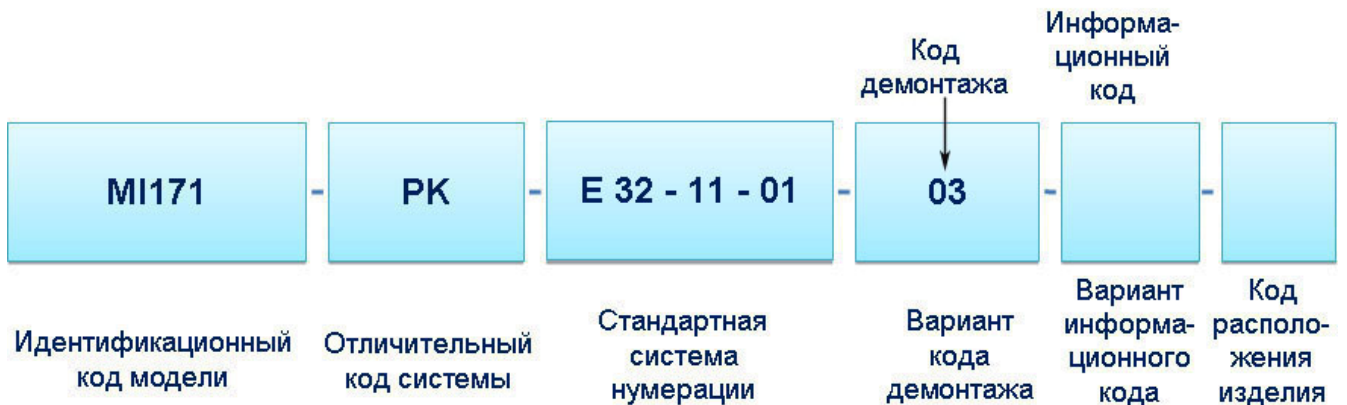 Код
демонтажа
Информа-
ционный
код
MI171
-
PK
-
E 32 - 11 - 01
-
03
-
-
Идентификационный
код модели
Отличительный
код системы
Стандартная
система
нумерации
Вариант
кода
демонтажа
Вариант
информа-
ционного
кода
Код
располо-
жения
изделия